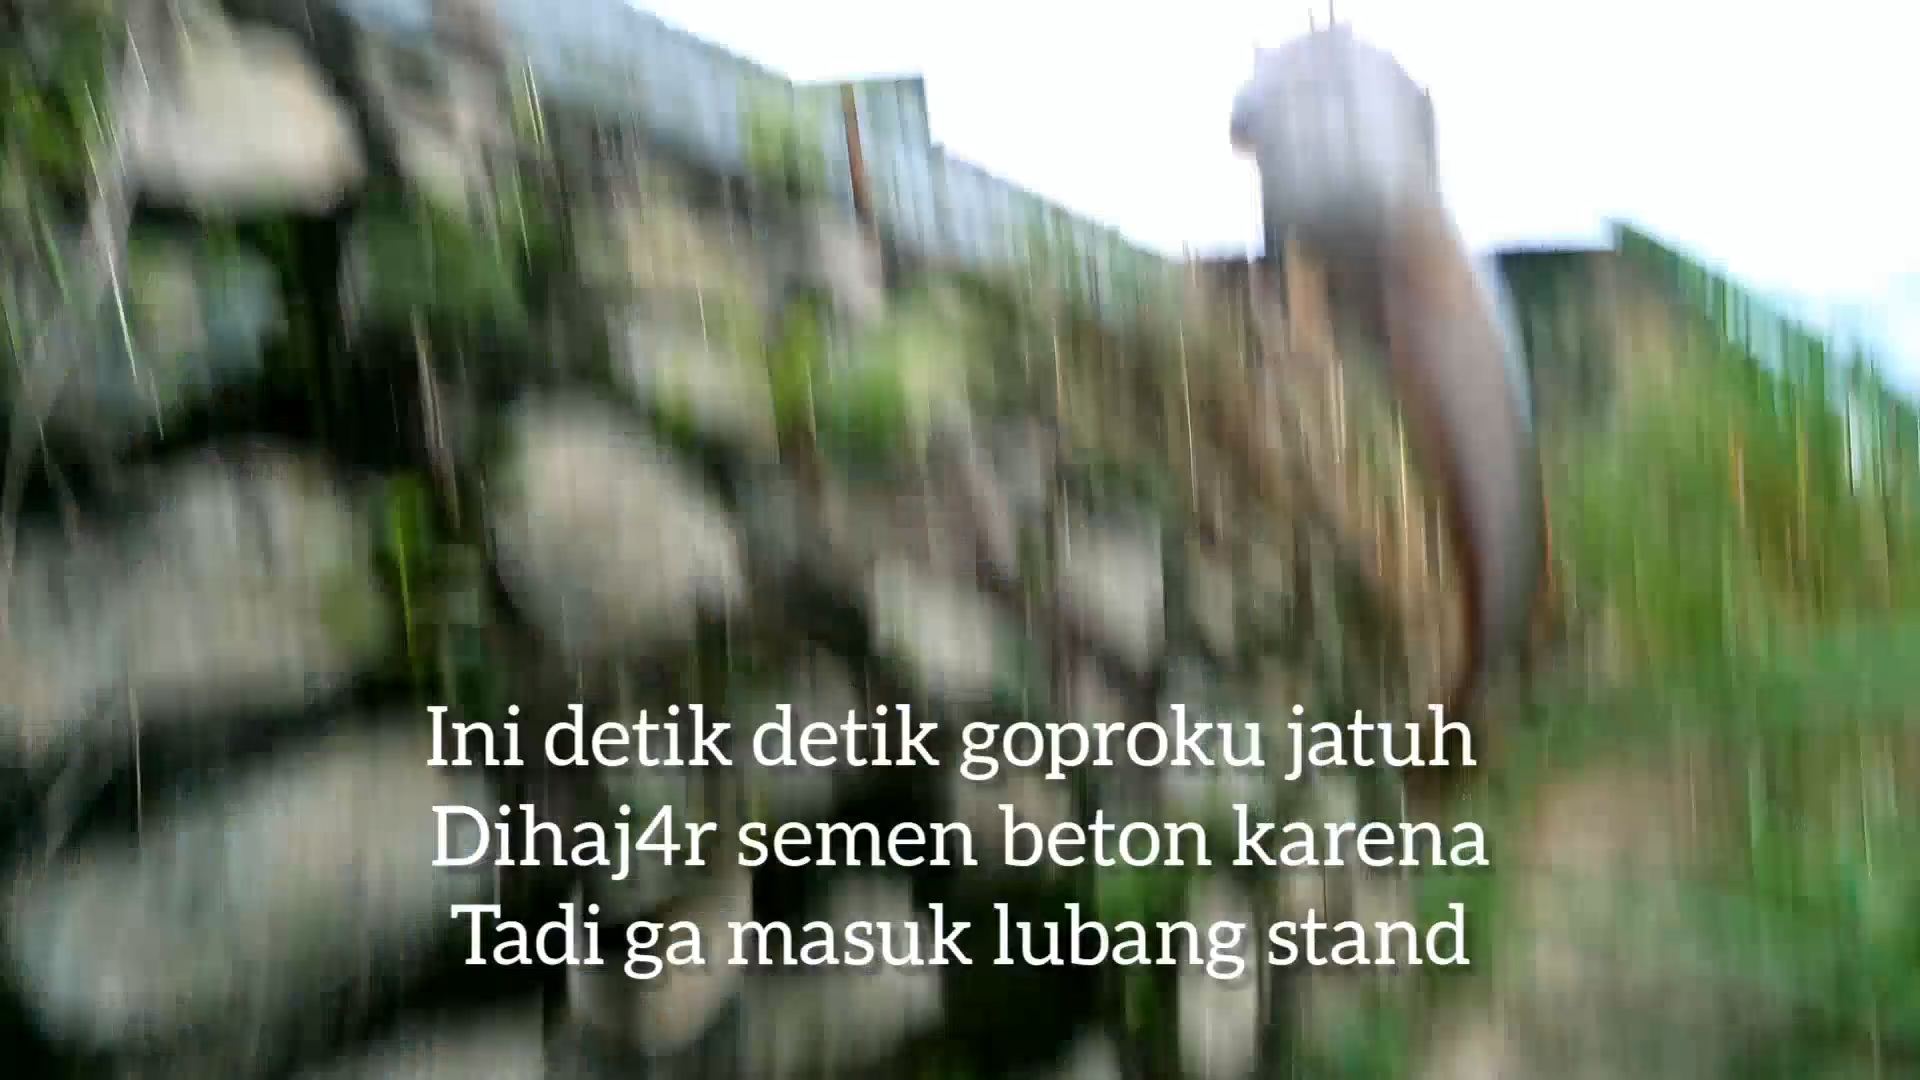 Ini detik detik goproku jatuh
Dihaj4r semen beton karena
Tadi ga masuk lubang stand